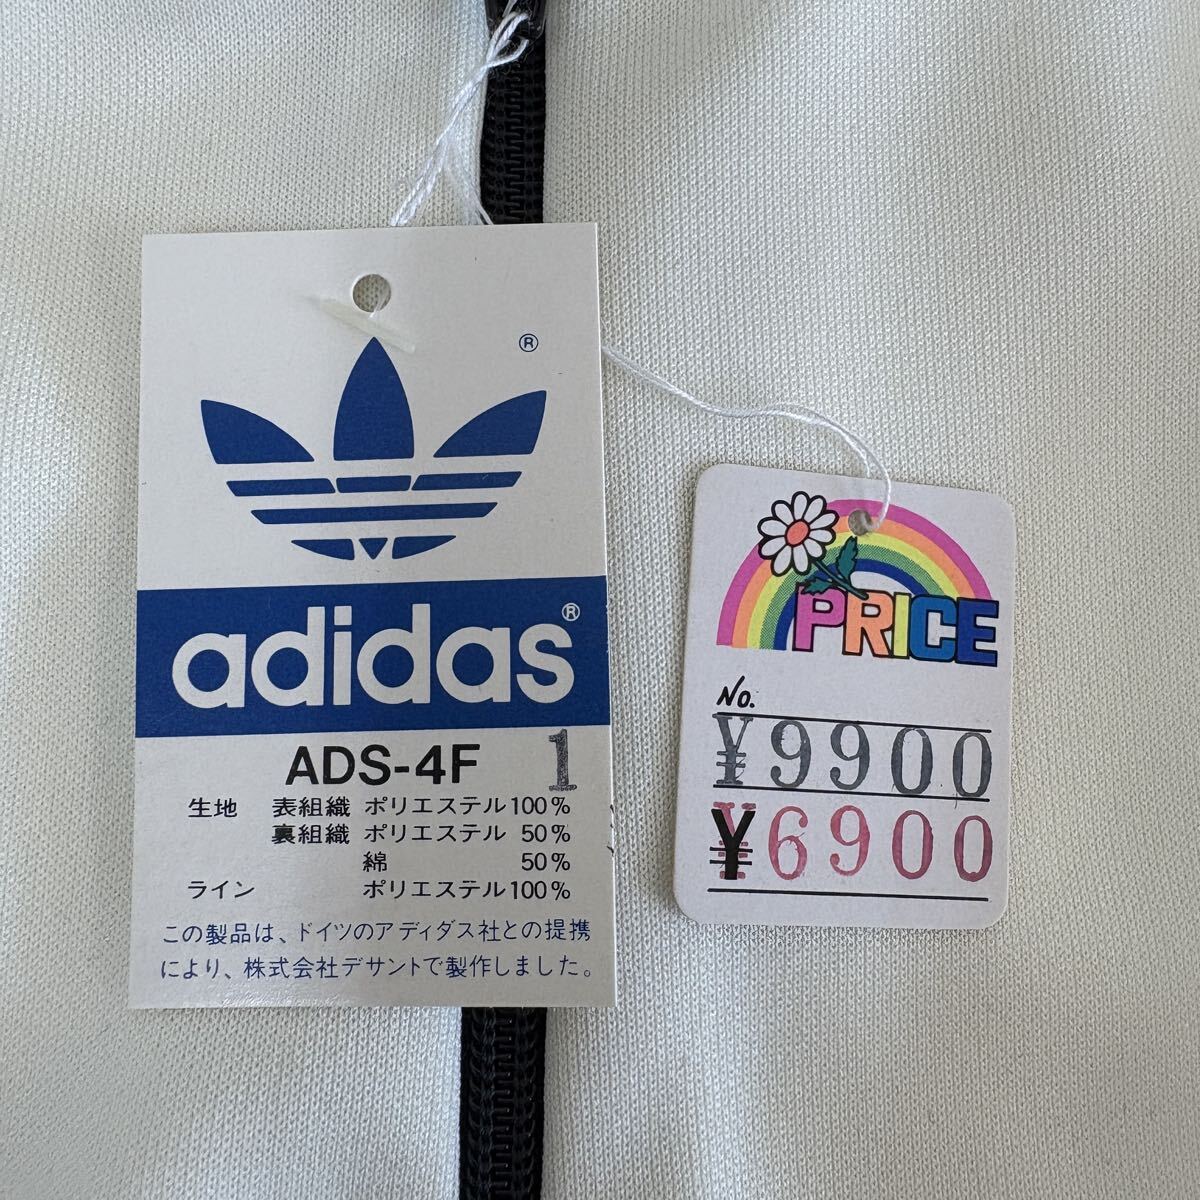 ®
adidas®
ADS-4F 1
生地 表組織 ポリエステル100%
裏組織 ポリエステル 50%
綿 50%
ライン ポリエステル100%
この製品は、ドイツのアディダス社との提携
により、株式会社デサントで製作しました。
PRICE
No.
¥9900
¥6900